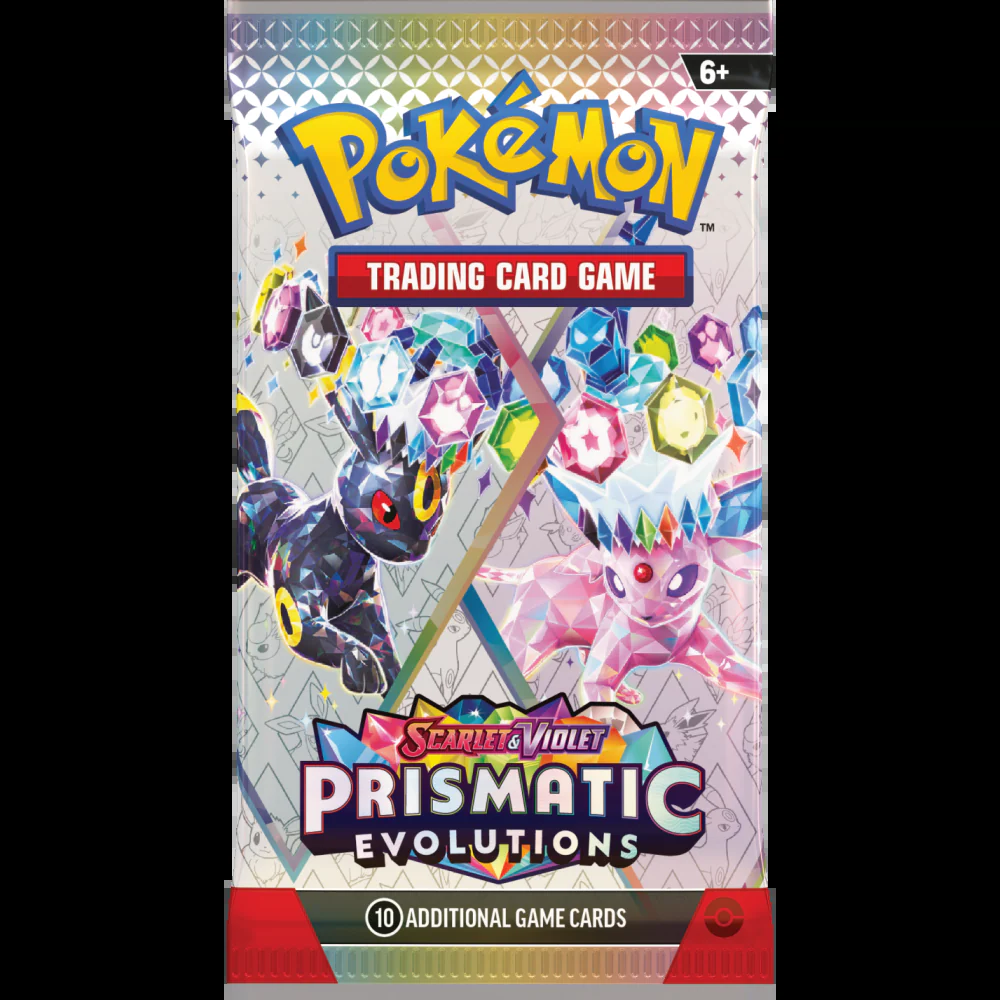 6+
POKéMON
TM
TRADING CARD GAME
SCARLET & VIOLET
PRISMATIC
EVOLUTIONS
10 ADDITIONAL GAME CARDS